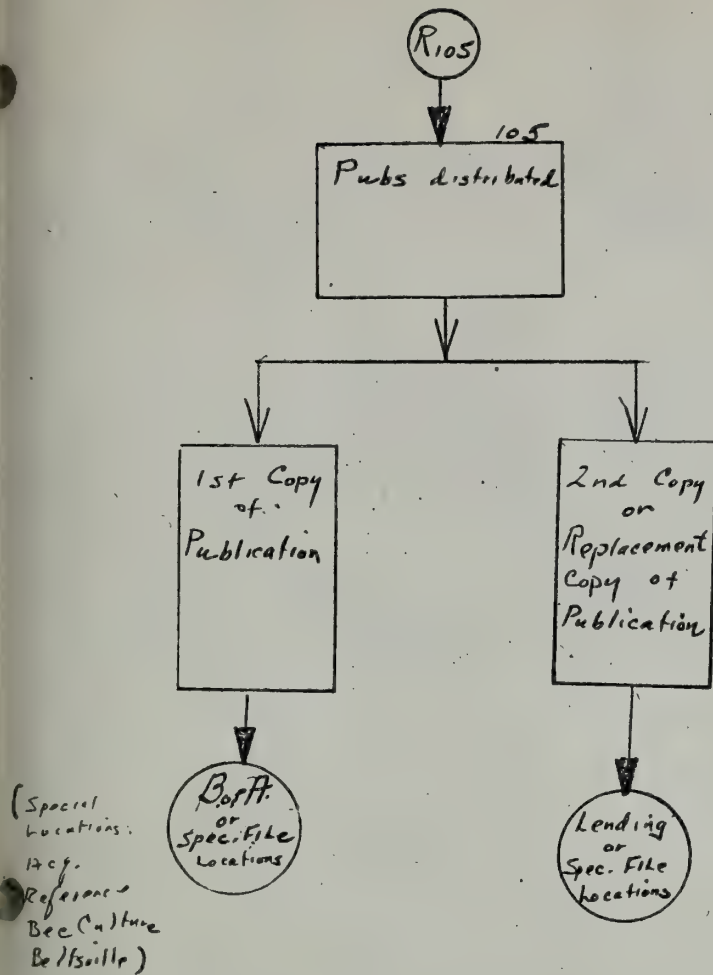 R105
105
Pubs distributed
1st Copy
of
Publication
2nd Copy
or
Replacement
Copy of
Publication
B.of A.
or
Spec. File
Locations
Lending
or
Spec. File
Locations
(Special
Locations:
Acq.
Reference
Bee Culture
Beltsville)